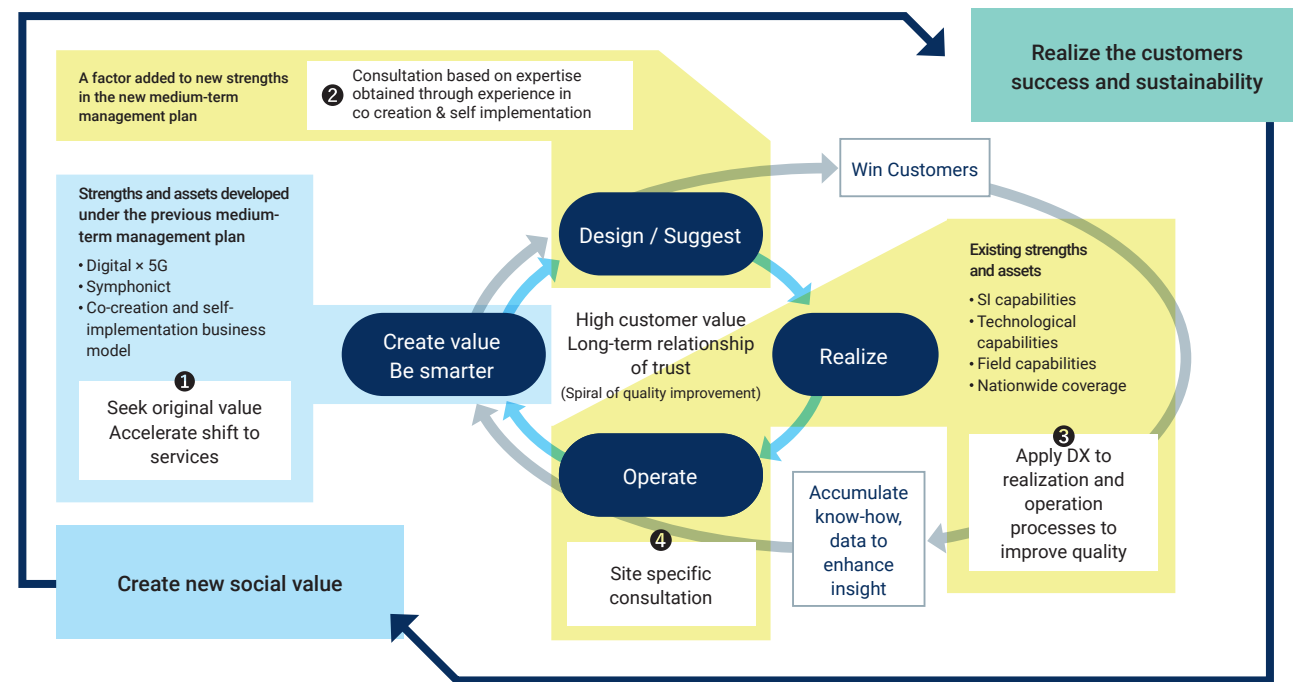 Realize the customers
success and sustainability
A factor added to new strengths
in the new medium-term
management plan
❷ Consultation based on expertise
obtained through experience in
co creation & self implementation
Win Customers
Strengths and assets developed
under the previous medium-
term management plan
• Digital × 5G
• Symphonict
• Co-creation and self-
implementation business
model
❶
Seek original value
Accelerate shift to
services
Design / Suggest
Create value
Be smarter
High customer value
Long-term relationship
of trust
(Spiral of quality improvement)
Realize
Existing strengths
and assets
• SI capabilities
• Technological
capabilities
• Field capabilities
• Nationwide coverage
❸
Apply DX to
realization and
operation
processes to
improve quality
Operate
❹
Site specific
consultation
Accumulate
know-how,
data to
enhance
insight
Create new social value